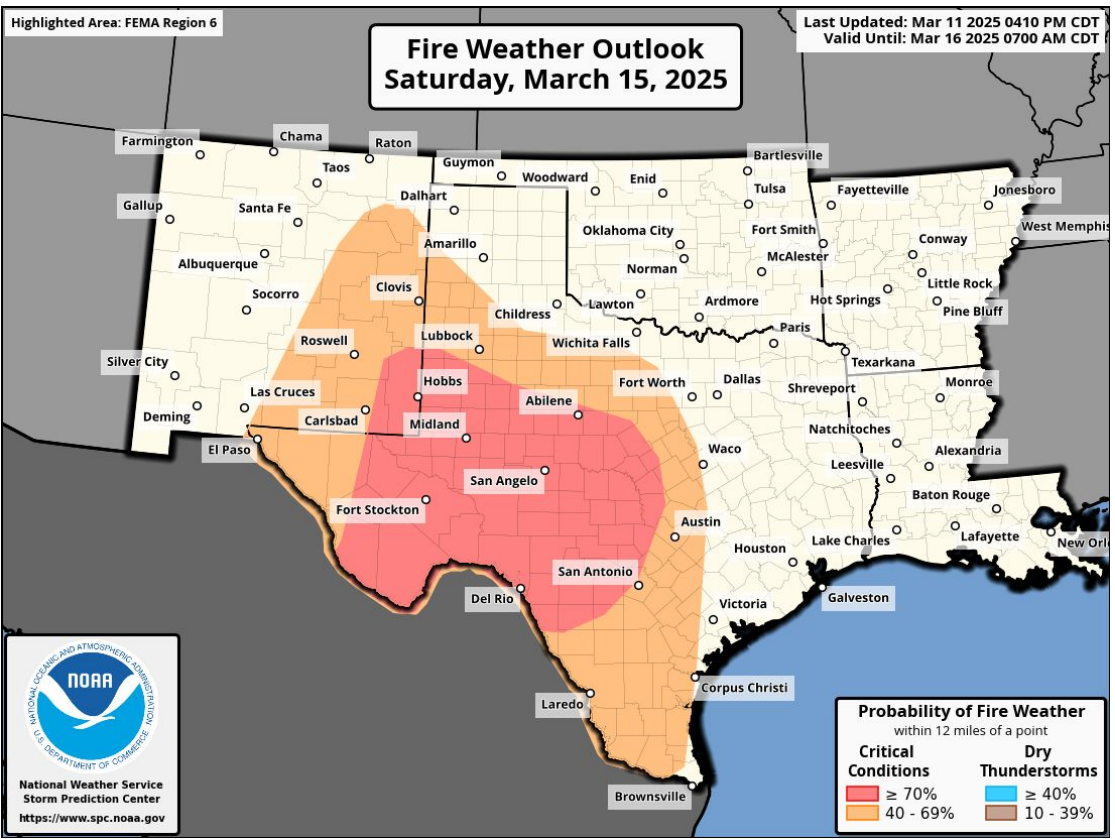 Highlighted Area: FEMA Region 6
Fire Weather Outlook
Saturday, March 15, 2025
Last Updated: Mar 11 2025 0410 PM CDT
Valid Until: Mar 16 2025 0700 AM CDT
Farmington
Chama
Raton
Taos
Guymon
Woodward
Enid
Bartlesville
Tulsa
Fayetteville
Jonesboro
Gallup
Santa Fe
Dalhart
Albuquerque
Amarillo
Oklahoma City
Norman
Fort Smith
McAlester
Conway
West Memphis
Socorro
Clovis
Childress
Lawton
Ardmore
Hot Springs
Little Rock
Pine Bluff
Roswell
Lubbock
Wichita Falls
Paris
Texarkana
Silver City
Las Cruces
Deming
Carlsbad
Hobbs
Abilene
Fort Worth
Dallas
Shreveport
Monroe
El Paso
Midland
San Angelo
Waco
Natchitoches
Leesville
Alexandria
Fort Stockton
Austin
Houston
Lake Charles
Baton Rouge
Lafayette
New Orl
Del Rio
San Antonio
Victoria
Galveston
Laredo
Corpus Christi
Brownsville
NATIONAL OCEANIC AND ATMOSPHERIC ADMINISTRATION
NOAA
U.S. DEPARTMENT OF COMMERCE
National Weather Service
Storm Prediction Center
https://www.spc.noaa.gov
Probability of Fire Weather
within 12 miles of a point
Critical
Conditions
≥ 70%
40 - 69%
Dry
Thunderstorms
≥ 40%
10 - 39%